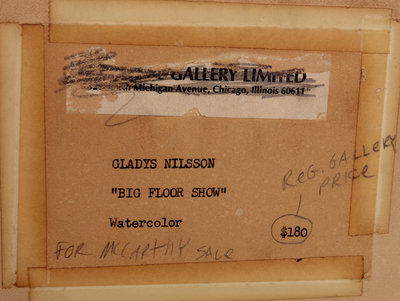 GALLERY LIMITED
Michigan Avenue, Chicago, Illinois 60611
GLADYS NILSSON
"BIG FLOOR SHOW"
Watercolor
$180
ReG. GALLERY
PRICE
FOR MCCARTHY SALe